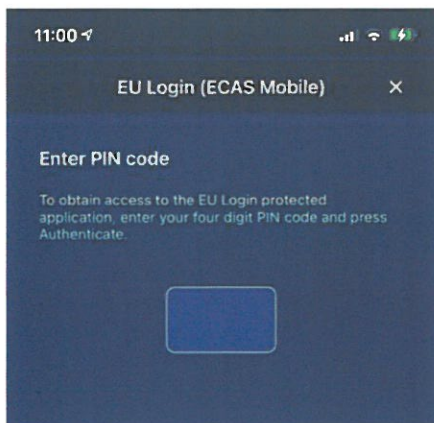 11:00
EU Login (ECAS Mobile)
Enter PIN code
To obtain access to the EU Login protected
application, enter your four digit PIN code and press
Authenticate.